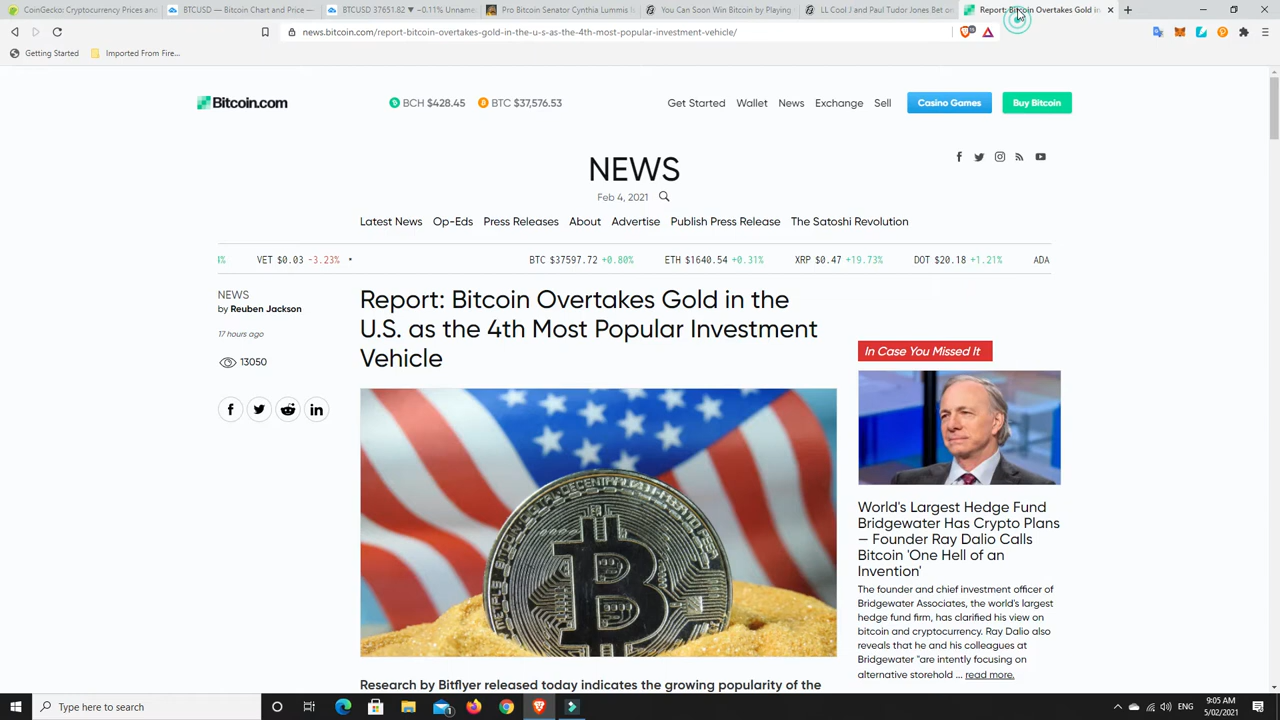 CoinGecko: Cryptocurrency Prices and
BTCUSD — Bitcoin Chart and Price —
BTCUSD 37651.82 ▼ −0.11% Unname
Pro Bitcoin Senator Cynthia Lummis
You Can Soon Win Bitcoin by Playing
LL Cool J and Paul Tudor Jones Bet on
Report: Bitcoin Overtakes Gold in
news.bitcoin.com/report-bitcoin-overtakes-gold-in-the-u-s-as-the-4th-most-popular-investment-vehicle/
Getting Started
Imported From Fire...
Bitcoin.com
BCH $428.45
BTC $37,576.53
Get Started Wallet News Exchange Sell
Casino Games
Buy Bitcoin
NEWS
Feb 4, 2021
Latest News Op-Eds Press Releases About Advertise Publish Press Release The Satoshi Revolution
VET $0.03 -3.23% • BTC $37597.72 +0.80% ETH $1640.54 +0.31% XRP $0.47 +19.73% DOT $20.18 +1.21% ADA
NEWS
by Reuben Jackson
17 hours ago
13050
Report: Bitcoin Overtakes Gold in the
U.S. as the 4th Most Popular Investment
Vehicle
Research by Bitflyer released today indicates the growing popularity of the
In Case You Missed It
World's Largest Hedge Fund
Bridgewater Has Crypto Plans
— Founder Ray Dalio Calls
Bitcoin 'One Hell of an
Invention'
The founder and chief investment officer of
Bridgewater Associates, the world's largest
hedge fund firm, has clarified his view on
bitcoin and cryptocurrency. Ray Dalio also
reveals that he and his colleagues at
Bridgewater "are intently focusing on
alternative storehold ... read more.
Type here to search
ENG
9:05 AM
5/02/2021